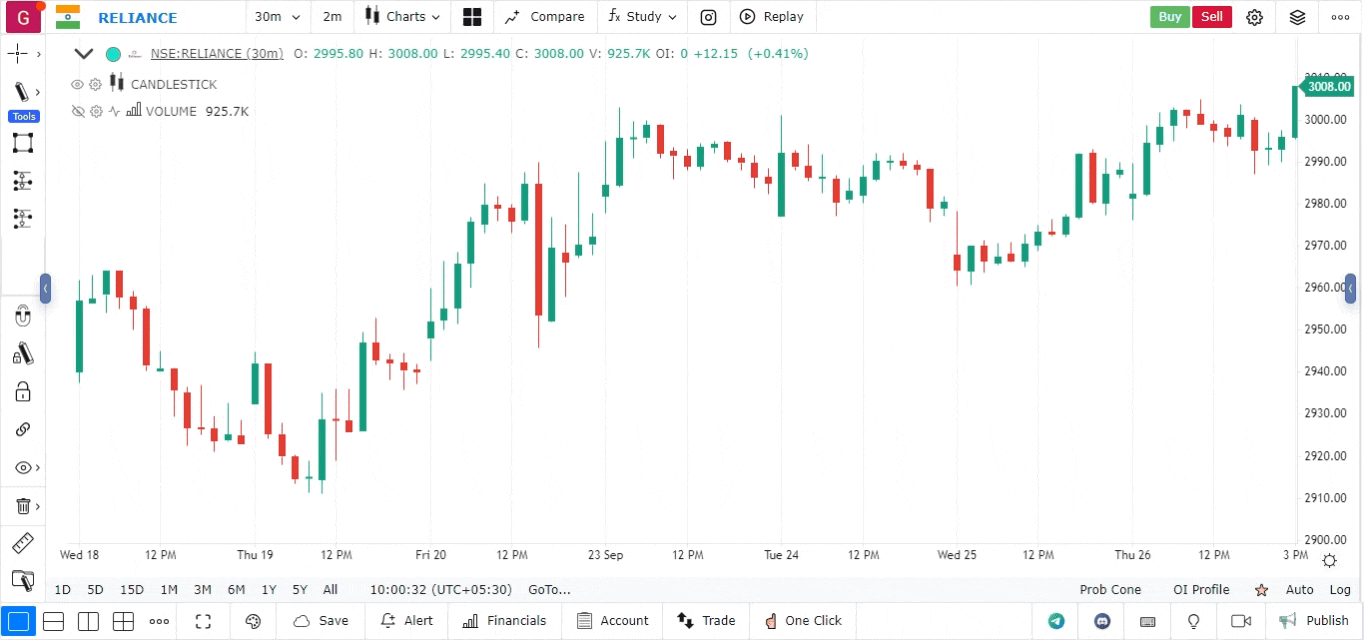 G RELIANCE 30m 2m Charts Compare fx Study Replay Buy Sell
NSE:RELIANCE (30m) O: 2995.80 H: 3008.00 L: 2995.40 C: 3008.00 V: 925.7K OI: 0 +12.15 (+0.41%)
CANDLESTICK
VOLUME 925.7K
Tools
3010.00
3008.00
3000.00
2990.00
2980.00
2970.00
2960.00
2950.00
2940.00
2930.00
2920.00
2910.00
2900.00
Wed 18 12 PM Thu 19 12 PM Fri 20 12 PM 23 Sep 12 PM Tue 24 12 PM Wed 25 12 PM Thu 26 12 PM 3 PM
1D 5D 15D 1M 3M 6M 1Y 5Y All 10:00:32 (UTC+05:30) GoTo... Prob Cone OI Profile Auto Log
Save Alert Financials Account Trade One Click Publish